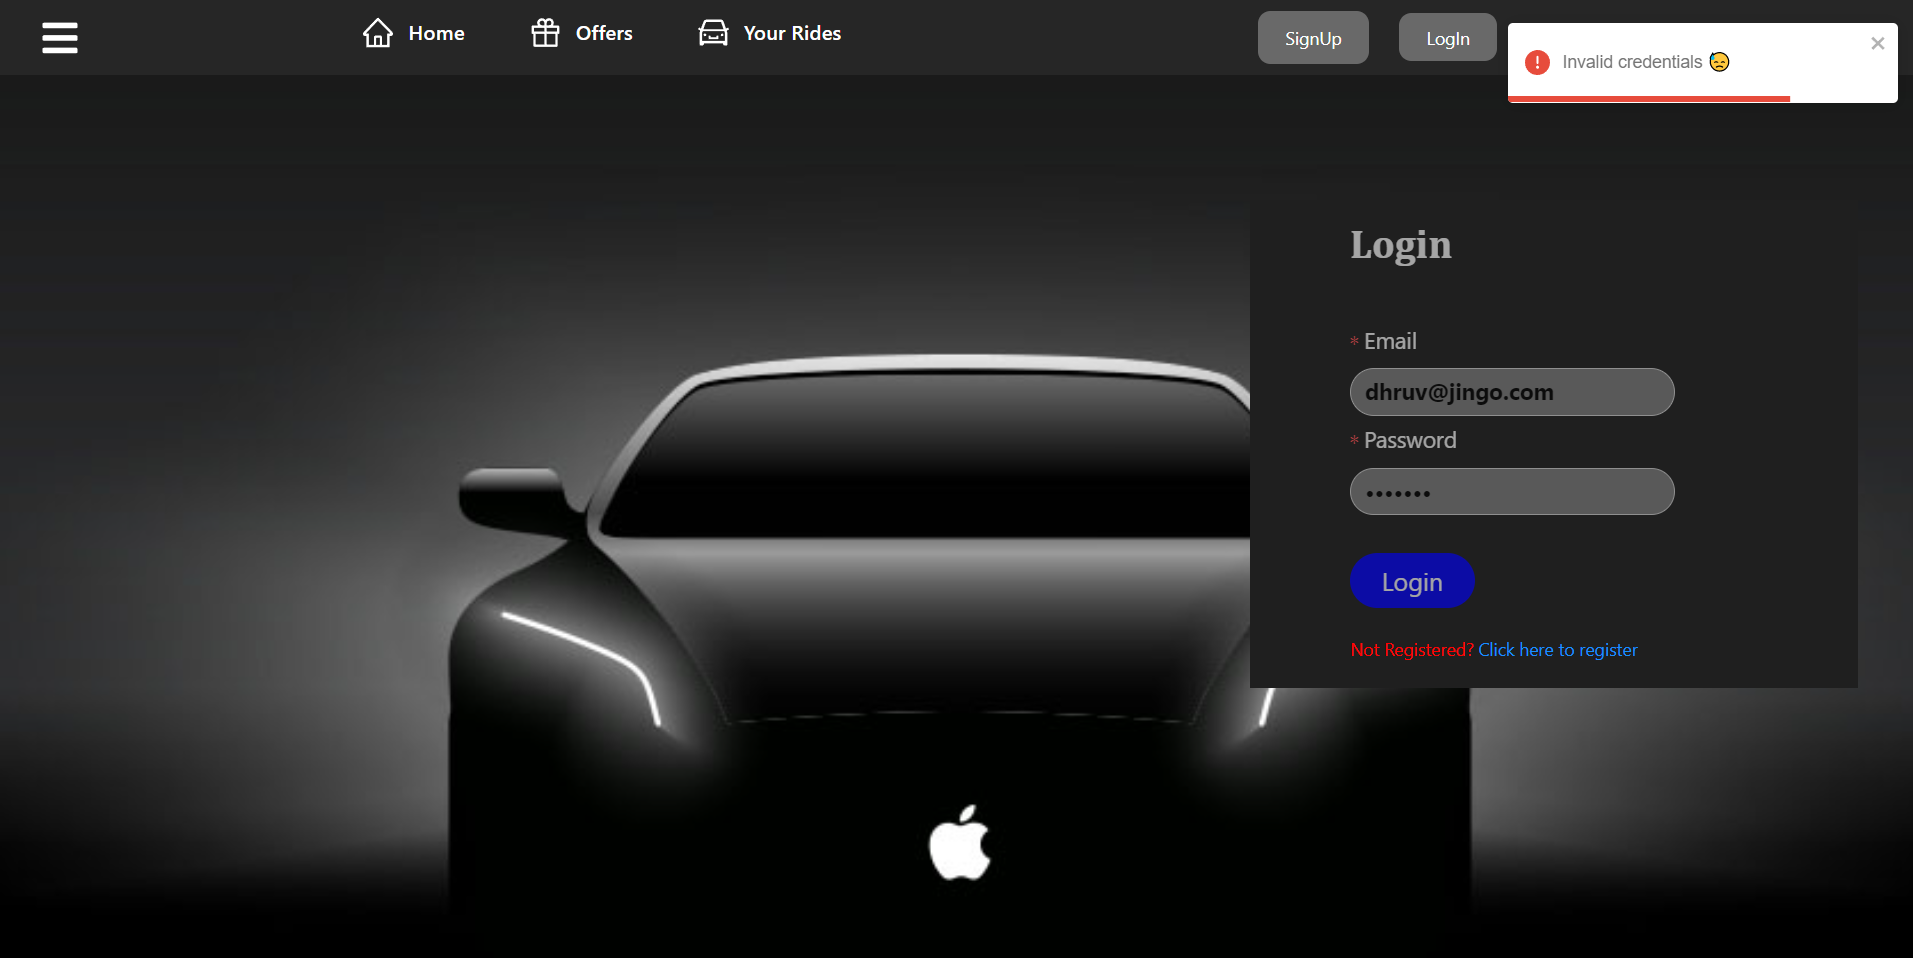 Home
Offers
Your Rides
SignUp
LogIn
Invalid credentials 😓
Login
* Email
dhruv@jingo.com
* Password
•••••••
Login
Not Registered? Click here to register